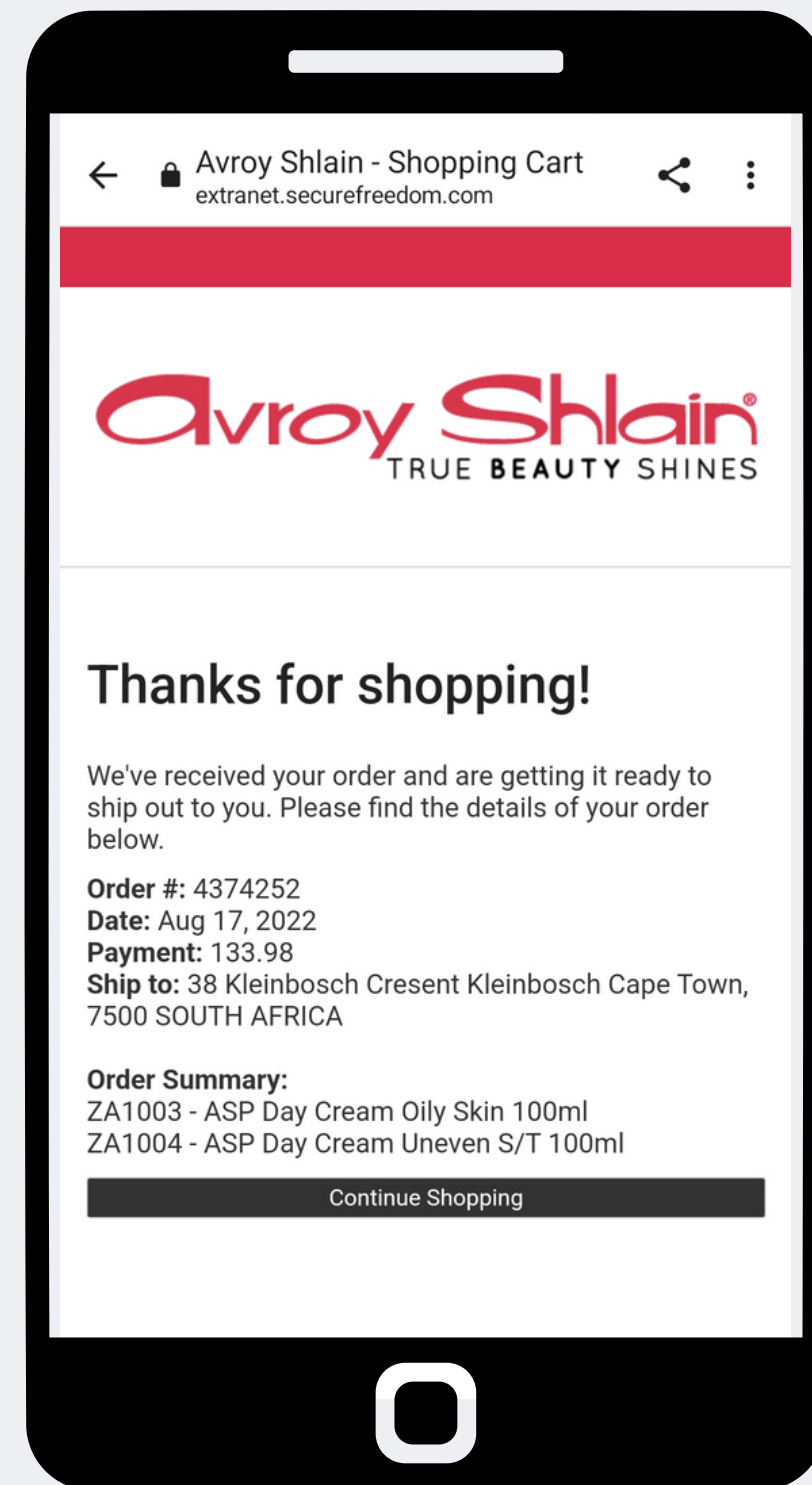 Avroy Shlain - Shopping Cart
extranet.securefreedom.com
Avroy Shlain®
TRUE BEAUTY SHINES
Thanks for shopping!
We've received your order and are getting it ready to
ship out to you. Please find the details of your order
below.
Order #: 4374252
Date: Aug 17, 2022
Payment: 133.98
Ship to: 38 Kleinbosch Cresent Kleinbosch Cape Town,
7500 SOUTH AFRICA
Order Summary:
ZA1003 - ASP Day Cream Oily Skin 100ml
ZA1004 - ASP Day Cream Uneven S/T 100ml
Continue Shopping